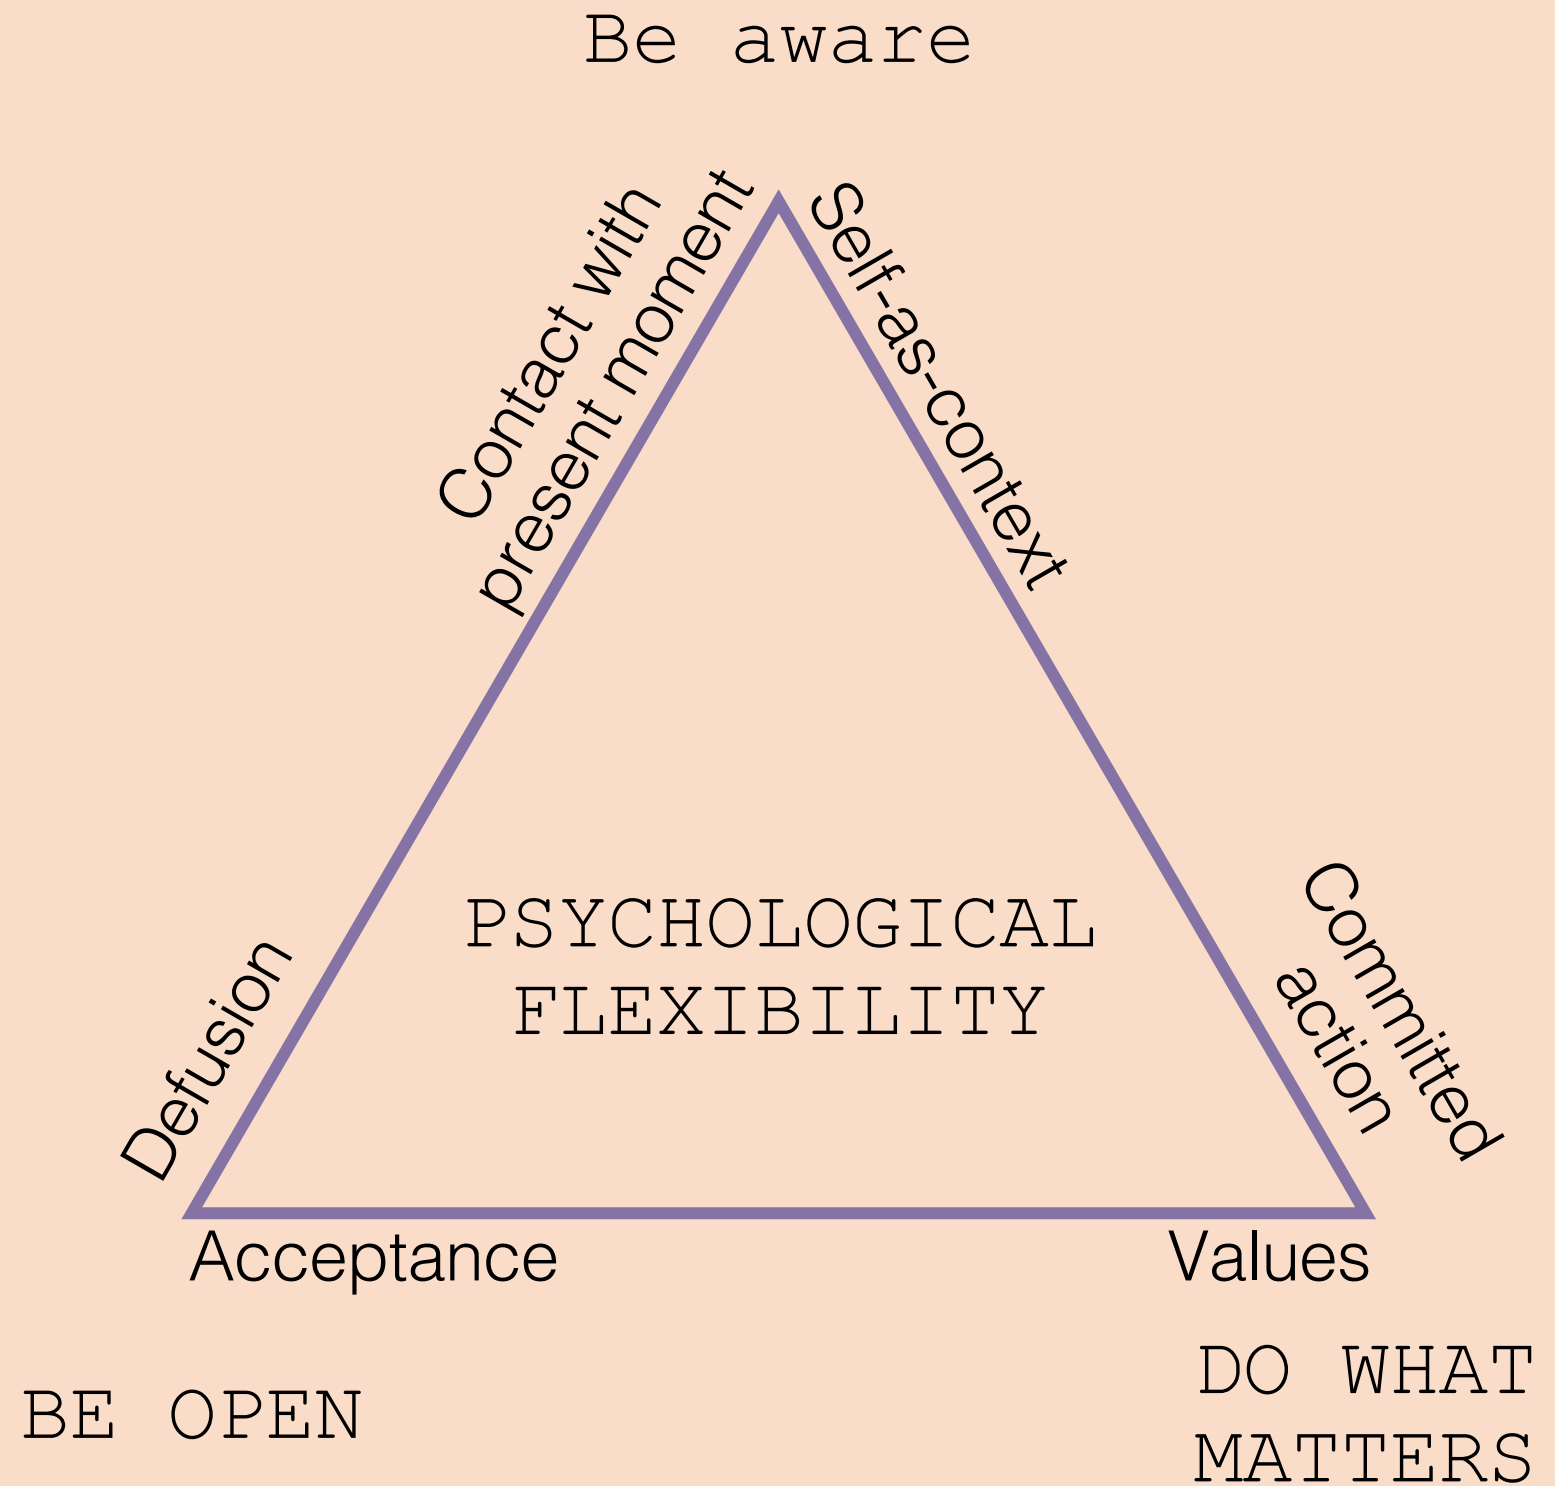 Be aware
Contact with
present moment
Self-as-context
PSYCHOLOGICAL
FLEXIBILITY
Defusion
Committed
action
Acceptance
Values
BE OPEN
DO WHAT
MATTERS